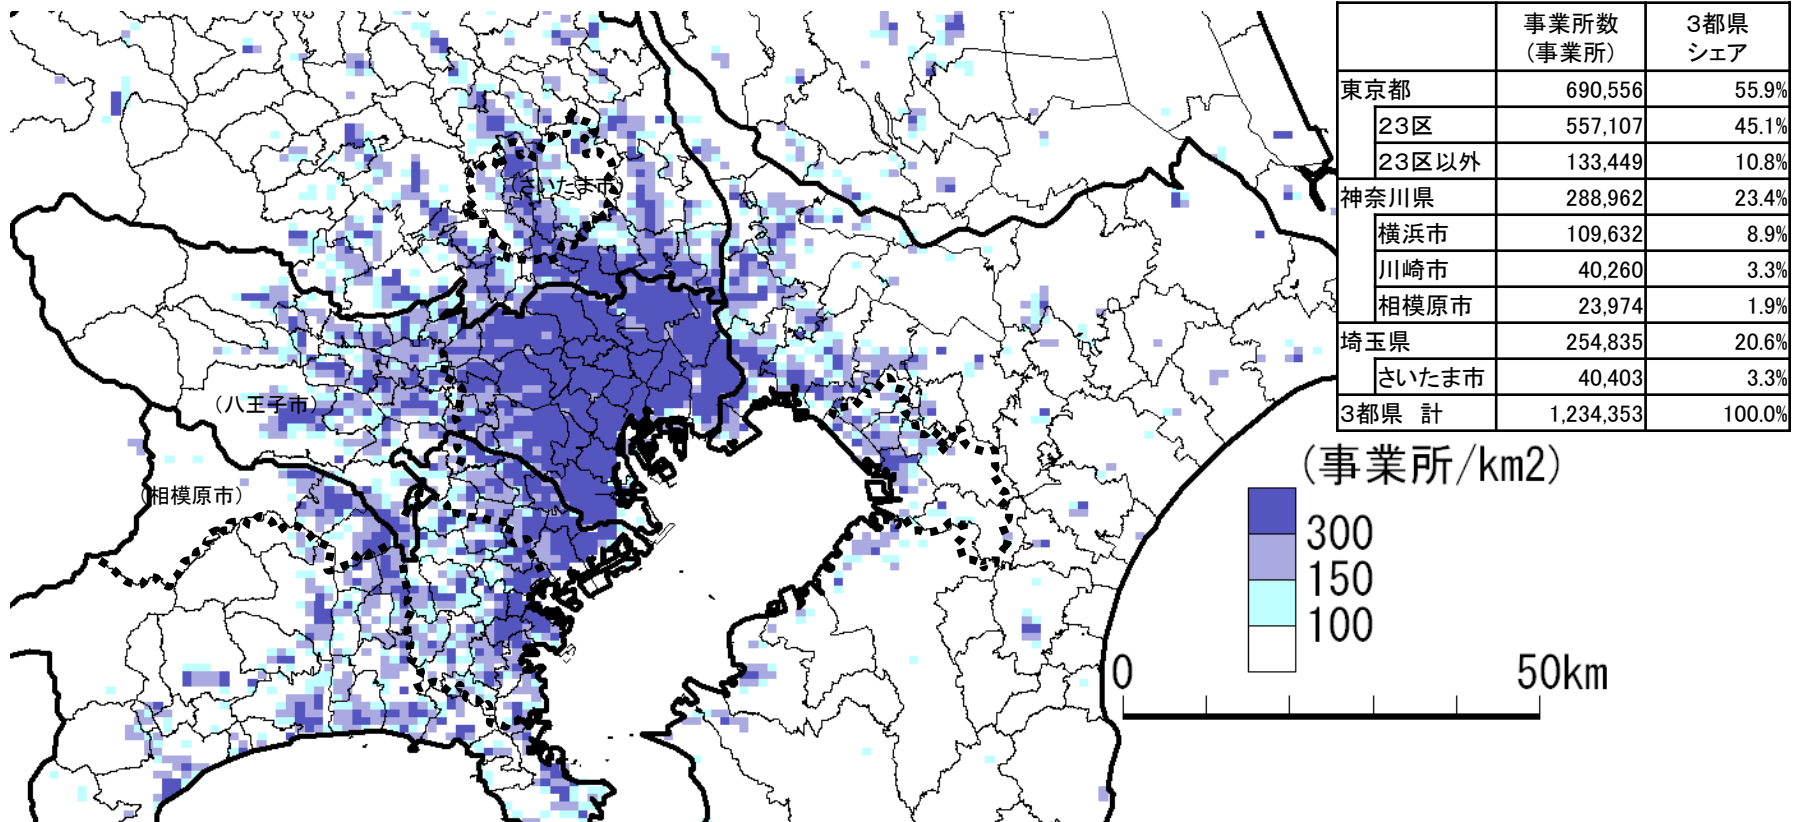 事業所数 3都県
(事業所) シェア
東京都 690,556 55.9%
23区 557,107 45.1%
23区以外 133,449 10.8%
神奈川県 288,962 23.4%
横浜市 109,632 8.9%
川崎市 40,260 3.3%
相模原市 23,974 1.9%
埼玉県 254,835 20.6%
さいたま市 40,403 3.3%
3都県 計 1,234,353 100.0%
(さいたま市)
(八王子市)
(相模原市)
(事業所/km2)
300
150
100
0 50km